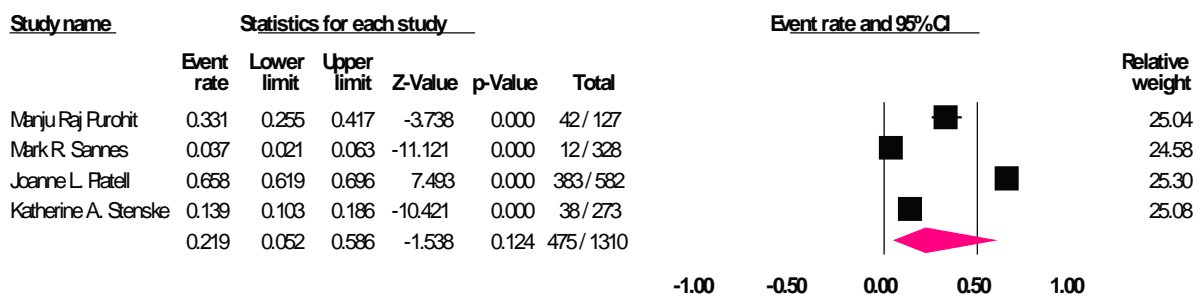 Study name Statistics for each study Event rate and 95% CI
Event Lower Upper Relative
rate limit limit Z-Value p-Value Total weight
Manju Raj Purohit 0.331 0.255 0.417 -3.738 0.000 42 / 127 25.04
Mark R. Sannes 0.037 0.021 0.063 -11.121 0.000 12 / 328 24.58
Joanne L. Platell 0.658 0.619 0.696 7.493 0.000 383 / 582 25.30
Katherine A. Stenske 0.139 0.103 0.186 -10.421 0.000 38 / 273 25.08
0.219 0.052 0.586 -1.538 0.124 475 / 1310
-1.00 -0.50 0.00 0.50 1.00